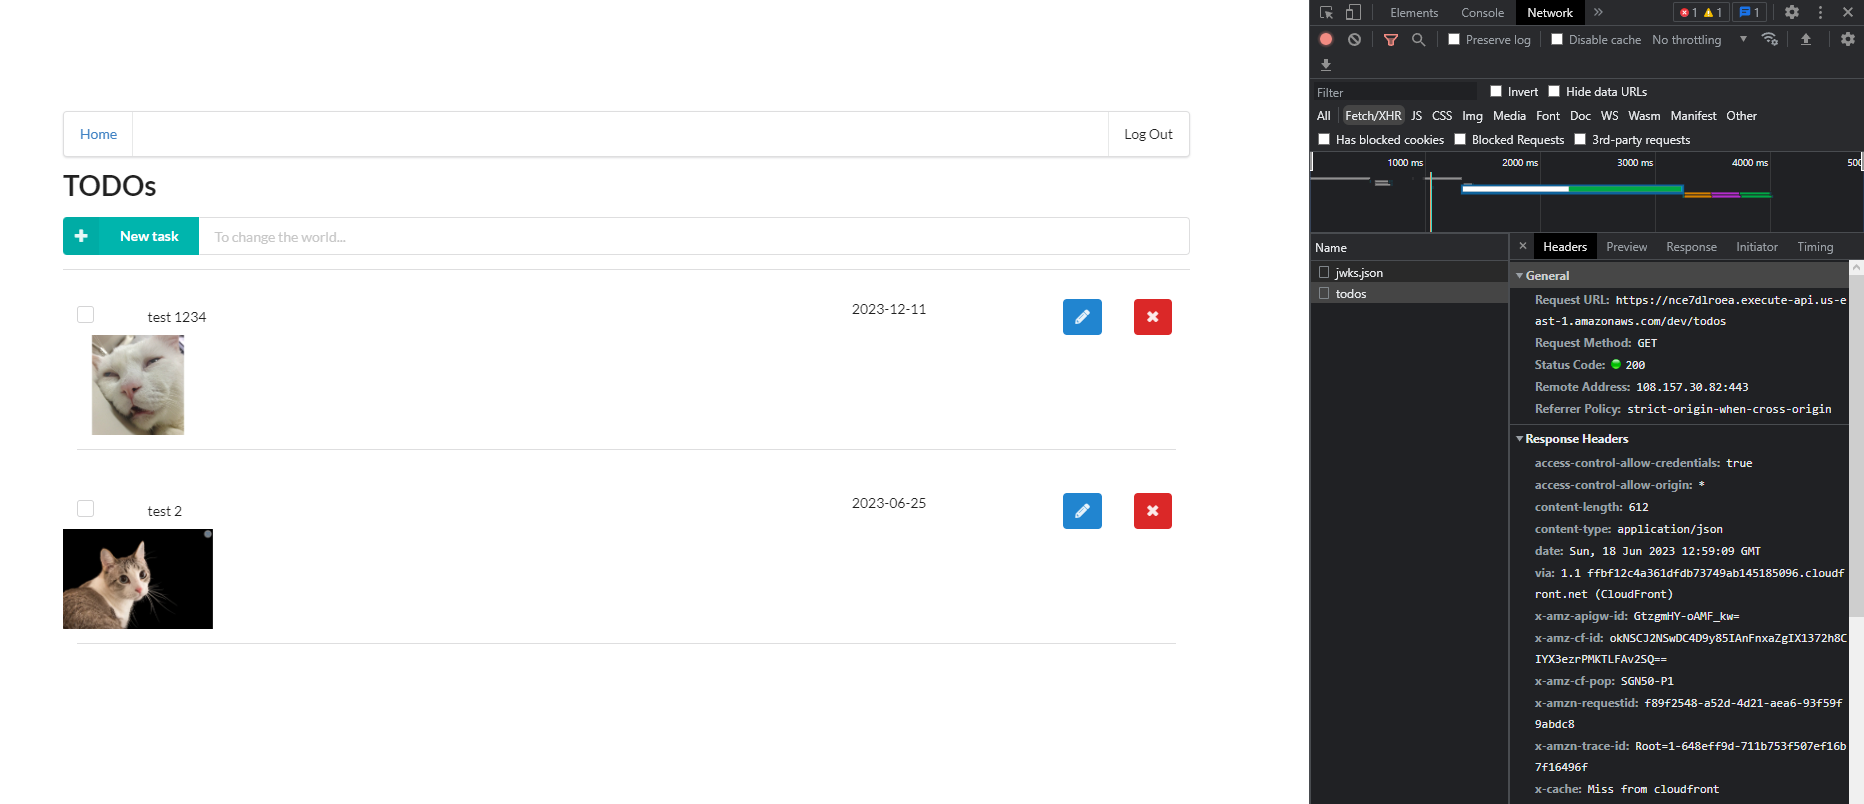 Home
Log Out
TODOs
New task
To change the world...
test 1234
2023-12-11
test 2
2023-06-25
Elements
Console
Network
1
1
1
Preserve log
Disable cache
No throttling
Filter
Invert
Hide data URLs
All
Fetch/XHR
JS
CSS
Img
Media
Font
Doc
WS
Wasm
Manifest
Other
Has blocked cookies
Blocked Requests
3rd-party requests
1000 ms
2000 ms
3000 ms
4000 ms
500
Name
jwks.json
todos
Headers
Preview
Response
Initiator
Timing
General
Request URL: https://nce7dlroea.execute-api.us-e
ast-1.amazonaws.com/dev/todos
Request Method: GET
Status Code: 200
Remote Address: 108.157.30.82:443
Referrer Policy: strict-origin-when-cross-origin
Response Headers
access-control-allow-credentials: true
access-control-allow-origin: *
content-length: 612
content-type: application/json
date: Sun, 18 Jun 2023 12:59:09 GMT
via: 1.1 ffbf12c4a361dfdb73749ab145185096.cloudf
ront.net (CloudFront)
x-amz-apigw-id: GtzgmHY-oAMF_kw=
x-amz-cf-id: okNSCJ2NSwDC4D9y85IAnFnxaZgIX1372h8C
IYX3ezrPMKTLFAv2SQ==
x-amz-cf-pop: SGN50-P1
x-amzn-requestid: f89f2548-a52d-4d21-aea6-93f59f
9abdc8
x-amzn-trace-id: Root=1-648eff9d-711b753f507ef16b
7f16496f
x-cache: Miss from cloudfront